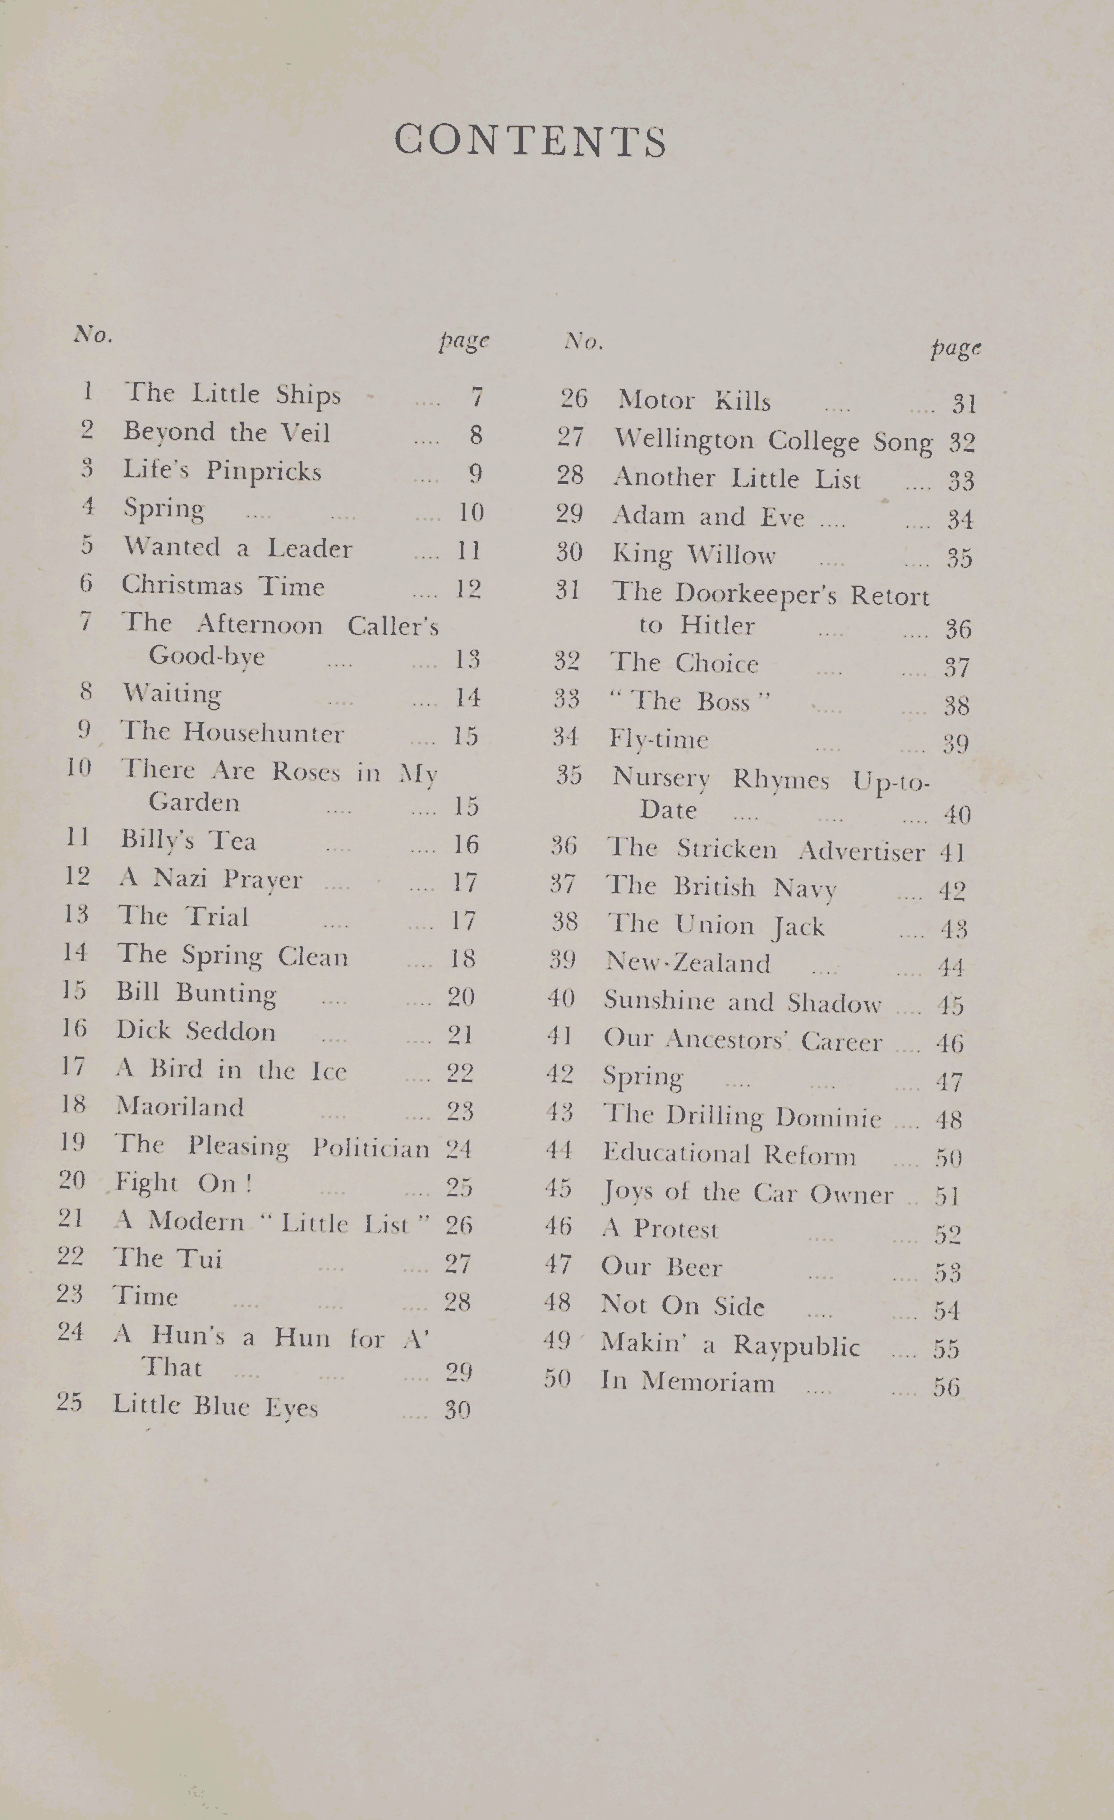 CONTENTS
No. page
1 The Little Ships .... 7
2 Beyond the Veil .... 8
3 Life's Pinpricks .... 9
4 Spring .... .... .... 10
5 Wanted a Leader .... 11
6 Christmas Time .... 12
7 The Afternoon Caller's
Good-bye .... .... 13
8 Waiting .... .... 14
9 The Househunter .... 15
10 There Are Roses in My
Garden .... .... 15
11 Billy's Tea .... .... 16
12 A Nazi Prayer .... .... 17
13 The Trial .... .... 17
14 The Spring Clean .... 18
15 Bill Bunting .... .... 20
16 Dick Seddon .... .... 21
17 A Bird in the Ice .... 22
18 Maoriland .... .... 23
19 The Pleasing Politician 24
20 Fight On! .... .... 25
21 A Modern "Little List" 26
22 The Tui .... .... 27
23 Time .... .... .... 28
24 A Hun's a Hun for A'
That .... .... .... 29
25 Little Blue Eyes .... 30
No. page
26 Motor Kills .... .... 31
27 Wellington College Song 32
28 Another Little List .... 33
29 Adam and Eve .... .... 34
30 King Willow .... .... 35
31 The Doorkeeper's Retort
to Hitler .... .... 36
32 The Choice .... .... 37
33 "The Boss" .... .... 38
34 Fly-time .... .... 39
35 Nursery Rhymes Up-to-
Date .... .... .... 40
36 The Stricken Advertiser 41
37 The British Navy .... 42
38 The Union Jack .... 43
39 New-Zealand .... .... 44
40 Sunshine and Shadow .... 45
41 Our Ancestors' Career .... 46
42 Spring .... .... .... 47
43 The Drilling Dominie .... 48
44 Educational Reform .... 50
45 Joys of the Car Owner .. 51
46 A Protest .... .... 52
47 Our Beer .... .... 53
48 Not On Side .... .... 54
49 Makin' a Raypublic .... 55
50 In Memoriam .... .... 56